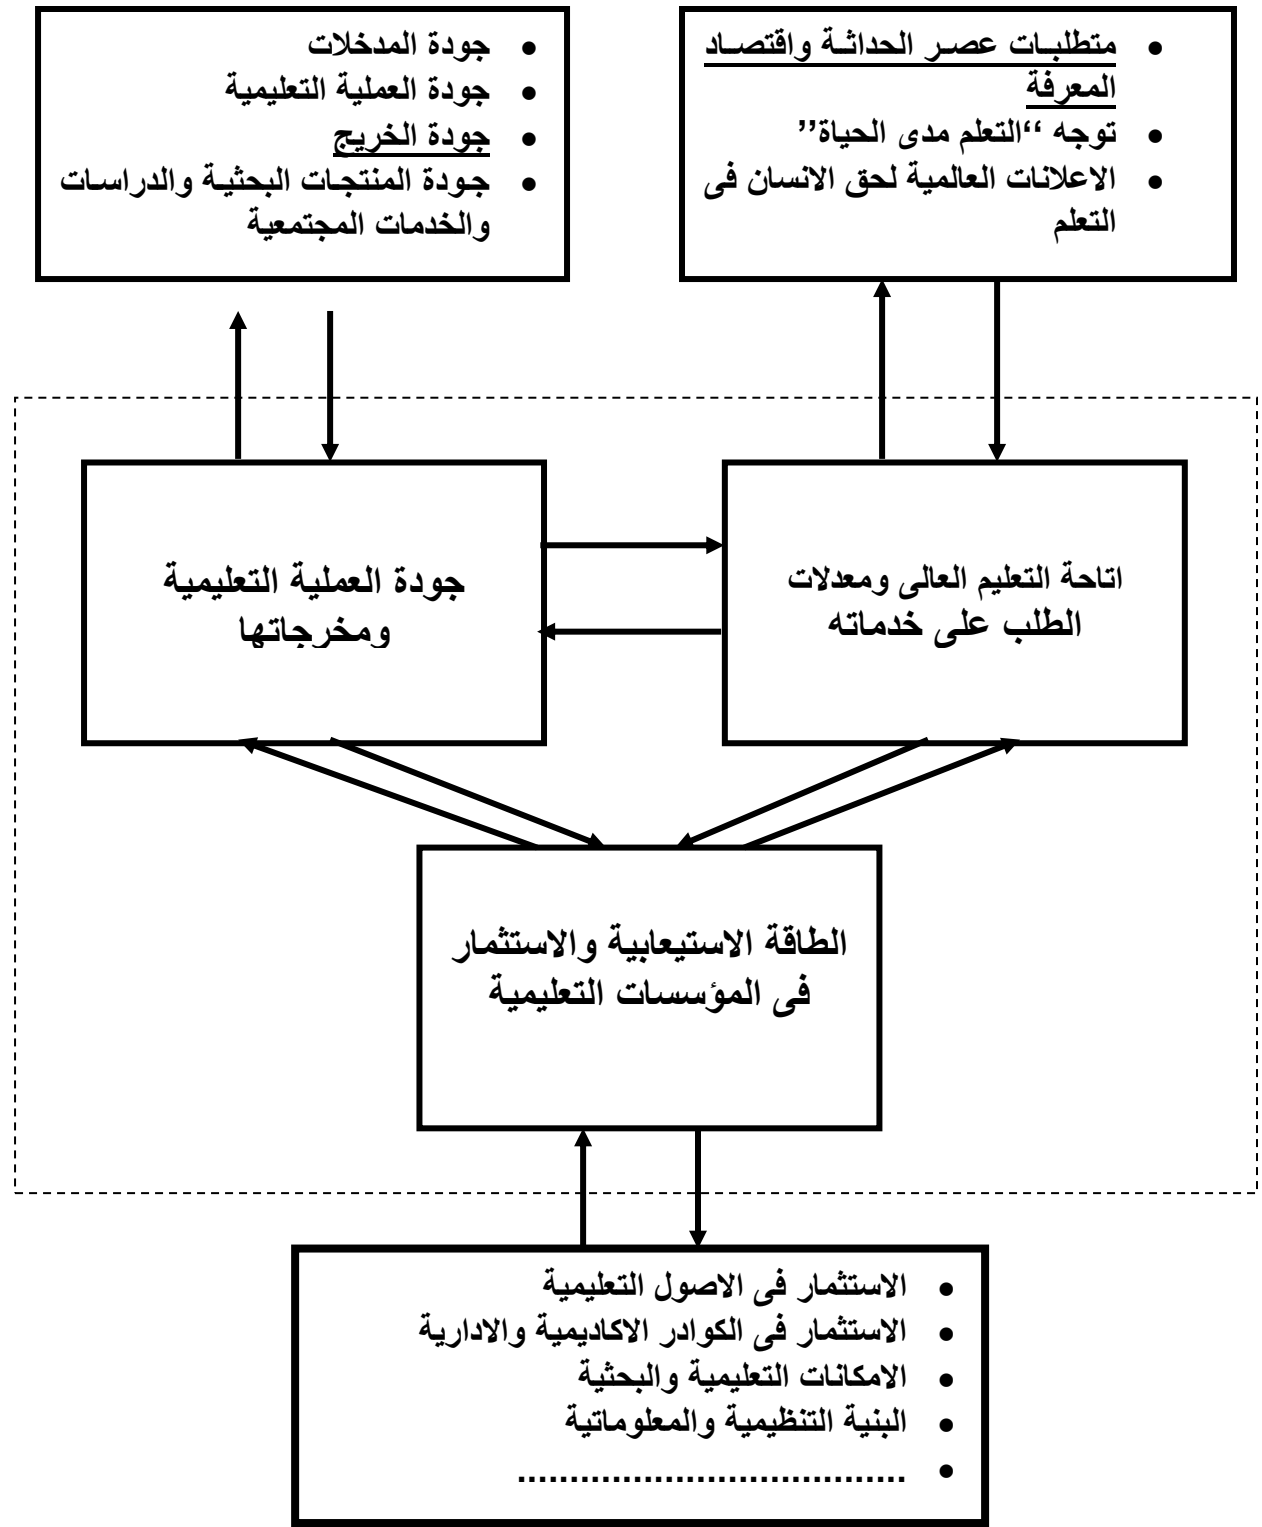 • متطلبات عصر الحداثة واقتصاد
المعرفة
• توجه “التعلم مدى الحياة”
• الاعلانات العالمية لحق الانسان فى
التعلم
• جودة المدخلات
• جودة العملية التعليمية
• جودة الخريج
• جودة المنتجات البحثية والدراسات
والخدمات المجتمعية
اتاحة التعليم العالى ومعدلات
الطلب على خدماته
جودة العملية التعليمية
ومخرجاتها
الطاقة الاستيعابية والاستثمار
فى المؤسسات التعليمية
• الاستثمار فى الاصول التعليمية
• الاستثمار فى الكوادر الاكاديمية والادارية
• الامكانات التعليمية والبحثية
• البنية التنظيمية والمعلوماتية
• .....................................